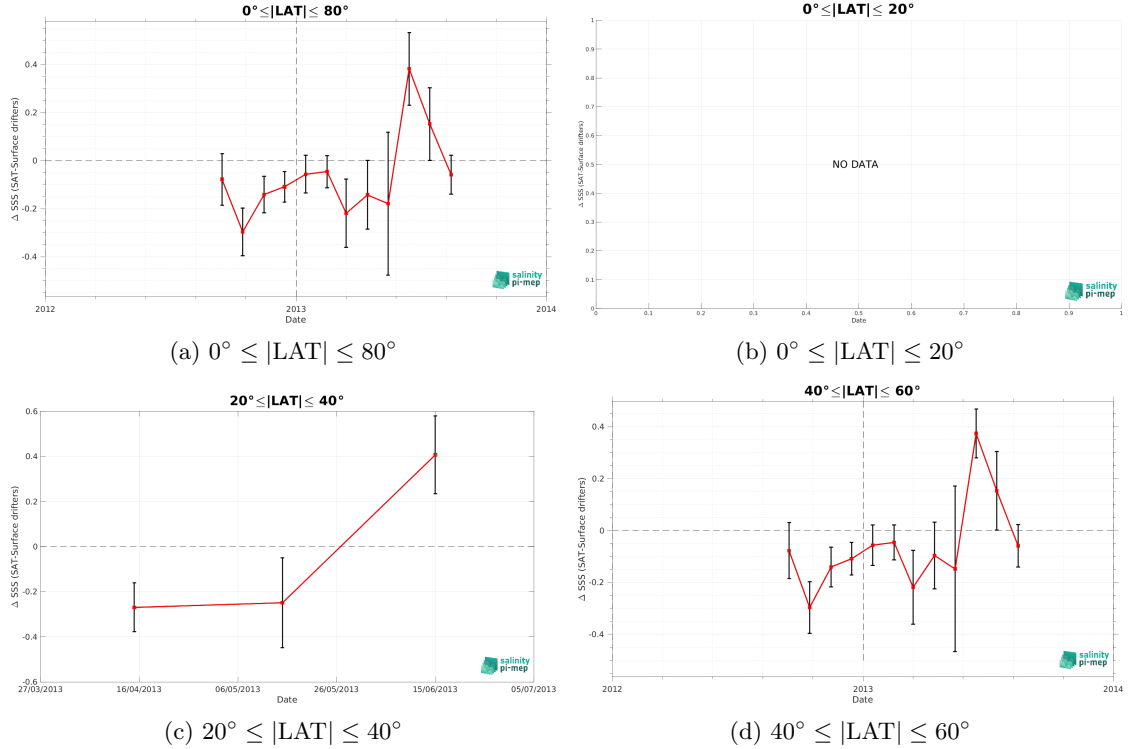 0°≤|LAT|≤ 80°
Δ SSS (SAT-Surface drifters)
0.4
0.2
0
-0.2
-0.4
2012 2013 2014
Date
salinity
pi-mep
(a) 0° ≤ |LAT| ≤ 80°
0°≤|LAT|≤ 20°
Δ SSS (SAT-Surface drifters)
1
0.9
0.8
0.7
0.6
0.5
0.4
0.3
0.2
0.1
0
NO DATA
0 0.1 0.2 0.3 0.4 0.5 0.6 0.7 0.8 0.9 1
Date
salinity
pi-mep
(b) 0° ≤ |LAT| ≤ 20°
20°≤|LAT|≤ 40°
Δ SSS (SAT-Surface drifters)
0.6
0.4
0.2
0
-0.2
-0.4
-0.6
27/03/2013 16/04/2013 06/05/2013 26/05/2013 15/06/2013 05/07/2013
Date
salinity
pi-mep
(c) 20° ≤ |LAT| ≤ 40°
40°≤|LAT|≤ 60°
Δ SSS (SAT-Surface drifters)
0.4
0.2
0
-0.2
-0.4
2012 2013 2014
Date
salinity
pi-mep
(d) 40° ≤ |LAT| ≤ 60°